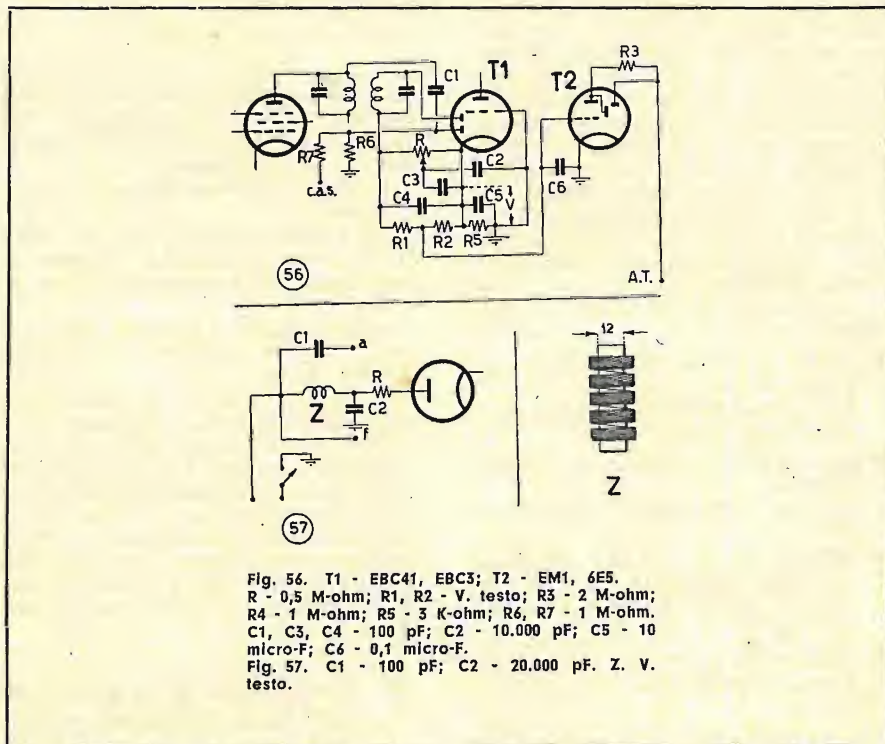 R3
C1
T1
T2
R7
R6
R
C2
c.a.s.
C3
C6
C4
C5
V
R1
R2
R5
56
A.T.
C1
a
12
R
Z
C2
f
Z
57
Fig. 56. T1 - EBC41, EBC3; T2 - EM1, 6E5.
R - 0,5 M-ohm; R1, R2 - V. testo; R3 - 2 M-ohm;
R4 - 1 M-ohm; R5 - 3 K-ohm; R6, R7 - 1 M-ohm.
C1, C3, C4 - 100 pF; C2 - 10.000 pF; C5 - 10
micro-F; C6 - 0,1 micro-F.
Fig. 57. C1 - 100 pF; C2 - 20.000 pF. Z. V.
testo.